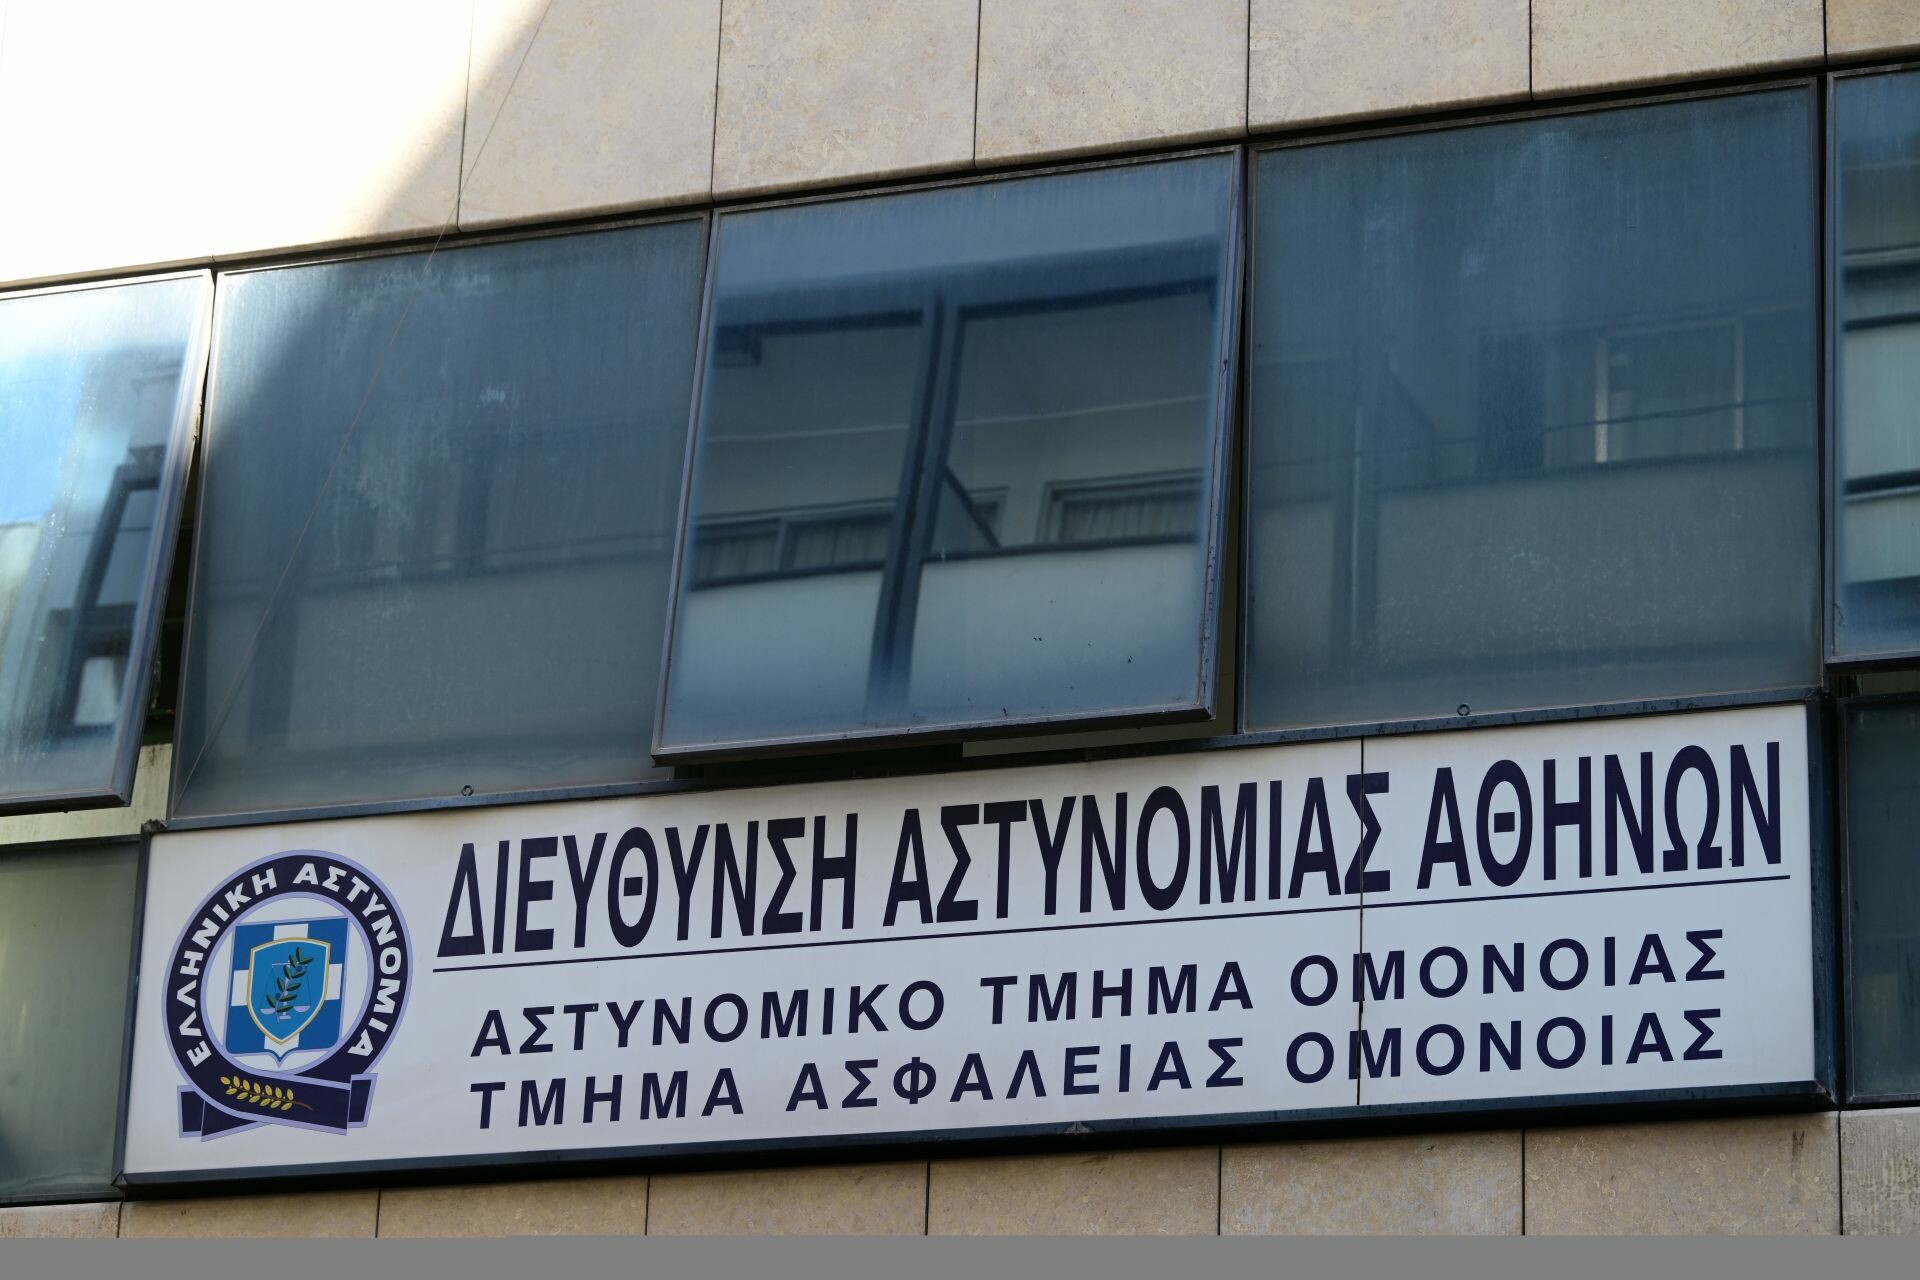 ΕΛΛΗΝΙΚΗ ΑΣΤΥΝΟΜΙΑ
ΔΙΕΥΘΥΝΣΗ ΑΣΤΥΝΟΜΙΑΣ ΑΘΗΝΩΝ
ΑΣΤΥΝΟΜΙΚΟ ΤΜΗΜΑ ΟΜΟΝΟΙΑΣ
ΤΜΗΜΑ ΑΣΦΑΛΕΙΑΣ ΟΜΟΝΟΙΑΣ